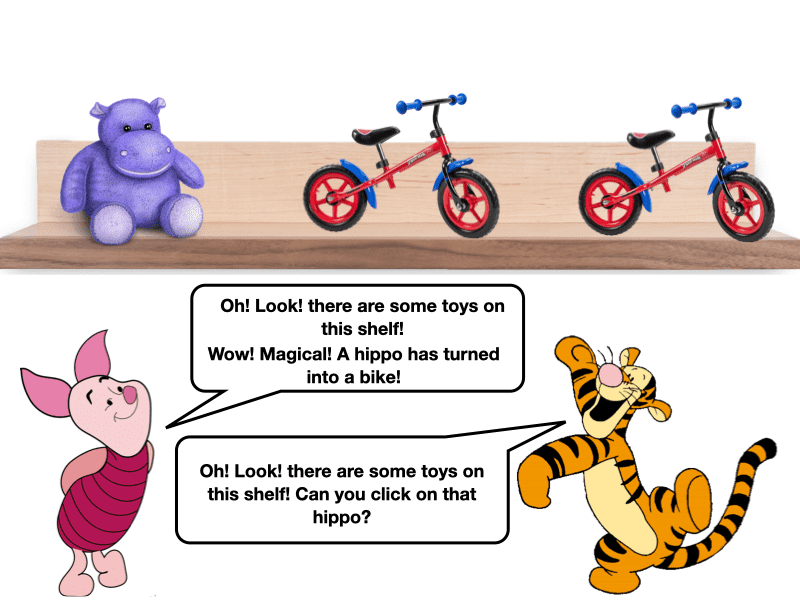 Oh! Look! there are some toys on
this shelf!
Wow! Magical! A hippo has turned
into a bike!
Oh! Look! there are some toys on
this shelf! Can you click on that
hippo?